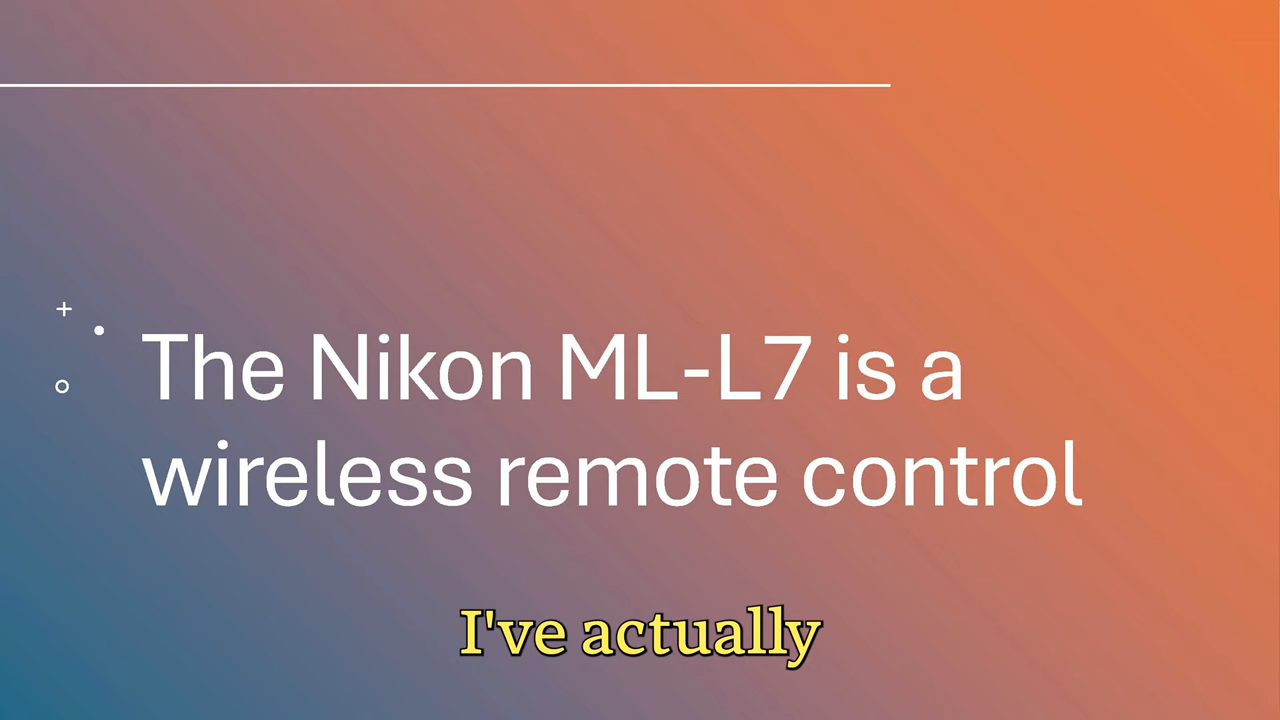 The Nikon ML-L7 is a
wireless remote control
I've actually